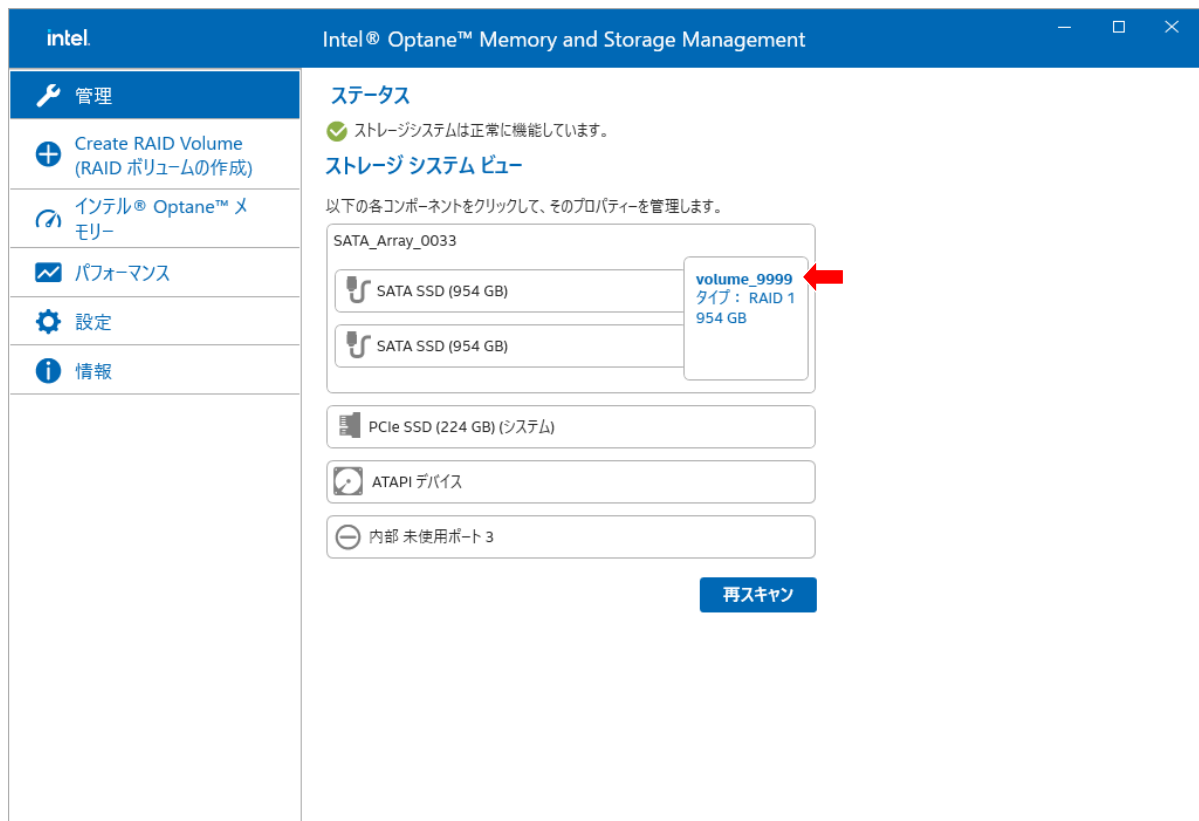 intel.
Intel® Optane™ Memory and Storage Management
管理
Create RAID Volume
(RAID ボリュームの作成)
インテル® Optane™ メ
モリー
パフォーマンス
設定
情報
ステータス
ストレージシステムは正常に機能しています。
ストレージ システム ビュー
以下の各コンポーネントをクリックして、そのプロパティーを管理します。
SATA_Array_0033
SATA SSD (954 GB)
SATA SSD (954 GB)
volume_9999
タイプ： RAID 1
954 GB
PCIe SSD (224 GB) (システム)
ATAPI デバイス
内部 未使用ポート 3
再スキャン